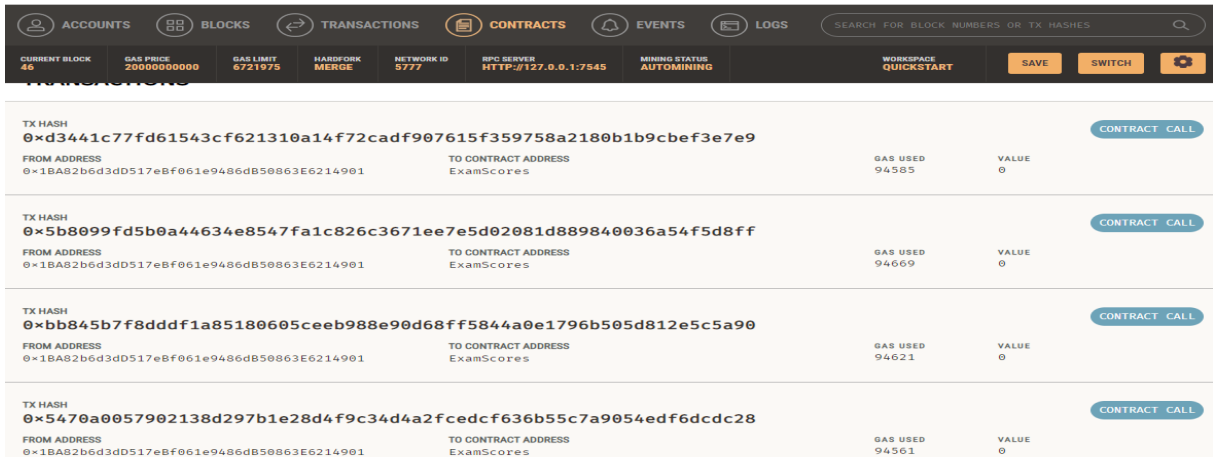 ACCOUNTS BLOCKS TRANSACTIONS CONTRACTS EVENTS LOGS SEARCH FOR BLOCK NUMBERS OR TX HASHES
CURRENT BLOCK GAS PRICE GAS LIMIT HARDFORK NETWORK ID RPC SERVER MINING STATUS WORKSPACE
46 20000000000 6721975 MERGE 5777 HTTP://127.0.0.1:7545 AUTOMINING QUICKSTART SAVE SWITCH
TRANSACTIONS
TX HASH
0×d3441c77fd61543cf621310a14f72cadf907615f359758a2180b1b9cbef3e7e9 CONTRACT CALL
FROM ADDRESS TO CONTRACT ADDRESS GAS USED VALUE
0×1BA82b6d3dD517eBf061e9486dB50863E6214901 ExamScores 94585 0
TX HASH
0×5b8099fd5b0a44634e8547fa1c826c3671ee7e5d02081d889840036a54f5d8ff CONTRACT CALL
FROM ADDRESS TO CONTRACT ADDRESS GAS USED VALUE
0×1BA82b6d3dD517eBf061e9486dB50863E6214901 ExamScores 94669 0
TX HASH
0×bb845b7f8dddf1a85180605ceeb988e90d68ff5844a0e1796b505d812e5c5a90 CONTRACT CALL
FROM ADDRESS TO CONTRACT ADDRESS GAS USED VALUE
0×1BA82b6d3dD517eBf061e9486dB50863E6214901 ExamScores 94621 0
TX HASH
0×5470a0057902138d297b1e28d4f9c34d4a2fcedcf636b55c7a9054edf6dcdc28 CONTRACT CALL
FROM ADDRESS TO CONTRACT ADDRESS GAS USED VALUE
0×1BA82b6d3dD517eBf061e9486dB50863E6214901 ExamScores 94561 0